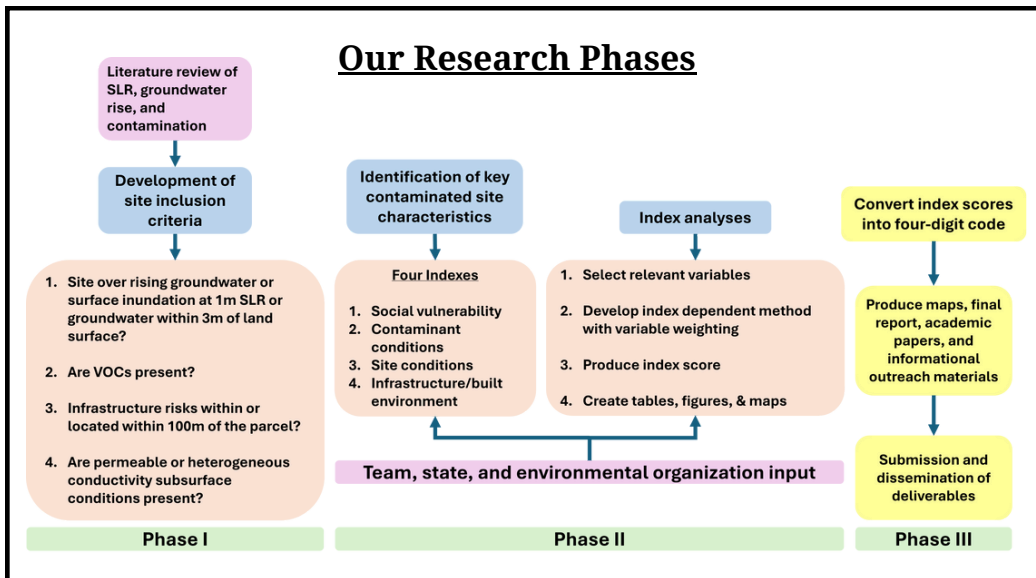 Our Research Phases
Literature review of
SLR, groundwater
rise, and
contamination
Development of
site inclusion
criteria
1. Site over rising groundwater or
surface inundation at 1m SLR or
groundwater within 3m of land
surface?
2. Are VOCs present?
3. Infrastructure risks within or
located within 100m of the parcel?
4. Are permeable or heterogeneous
conductivity subsurface
conditions present?
Phase I
Identification of key
contaminated site
characteristics
Four Indexes
1. Social vulnerability
2. Contaminant
conditions
3. Site conditions
4. Infrastructure/built
environment
Index analyses
1. Select relevant variables
2. Develop index dependent method
with variable weighting
3. Produce index score
4. Create tables, figures, & maps
Team, state, and environmental organization input
Phase II
Convert index scores
into four-digit code
Produce maps, final
report, academic
papers, and
informational
outreach materials
Submission and
dissemination of
deliverables
Phase III